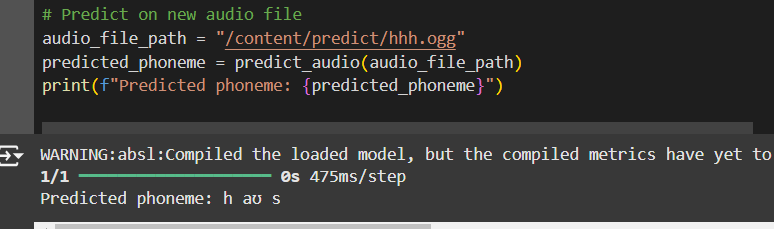 # Predict on new audio file
audio_file_path = "/content/predict/hhh.ogg"
predicted_phoneme = predict_audio(audio_file_path)
print(f"Predicted phoneme: {predicted_phoneme}")
WARNING:absl:Compiled the loaded model, but the compiled metrics have yet to
1/1 ━━━━━━━━━━━━━━━━━━━━ 0s 475ms/step
Predicted phoneme: h aʊ s